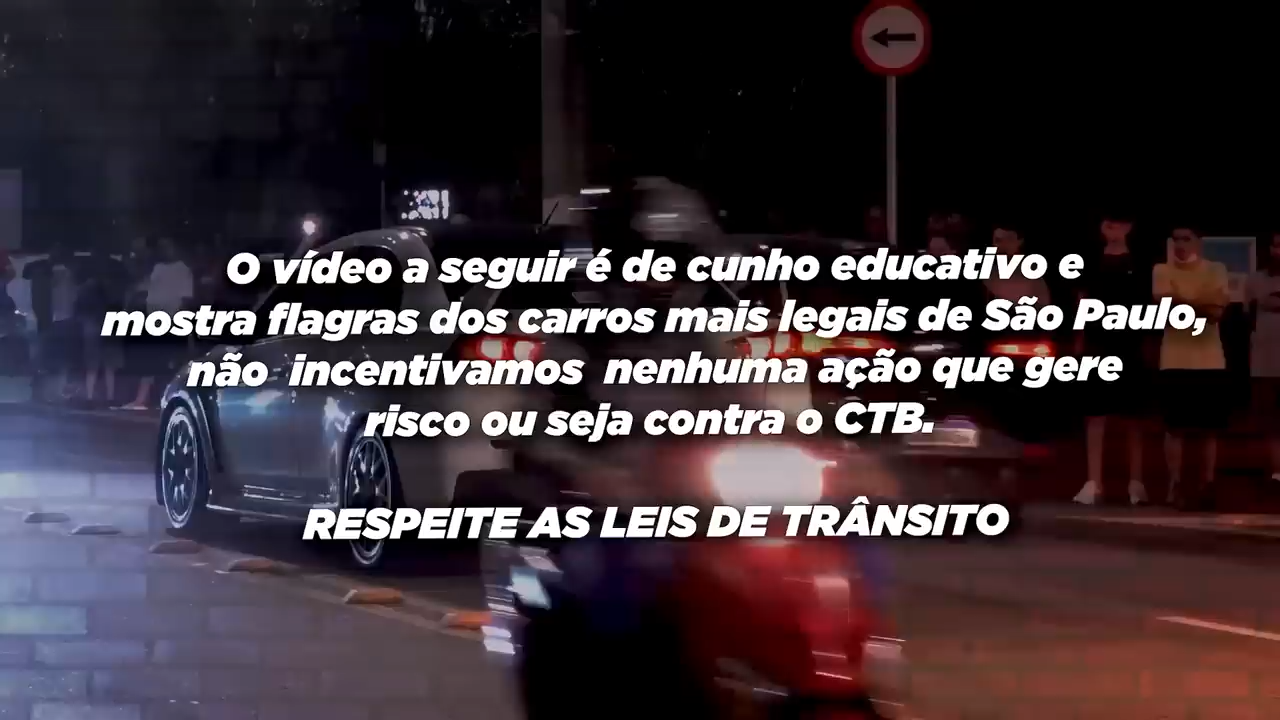 O vídeo a seguir é de cunho educativo e
mostra flagras dos carros mais legais de São Paulo,
não incentivamos nenhuma ação que gere
risco ou seja contra o CTB.
RESPEITE AS LEIS DE TRÂNSITO